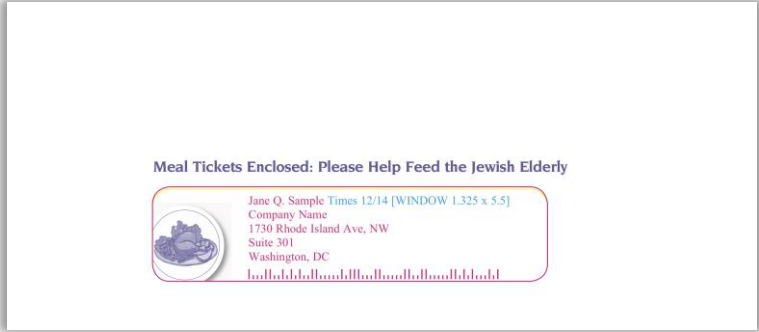 Meal Tickets Enclosed: Please Help Feed the Jewish Elderly
Jane Q. Sample Times 12/14 [WINDOW 1.325 x 5.5]
Company Name
1730 Rhode Island Ave, NW
Suite 301
Washington, DC